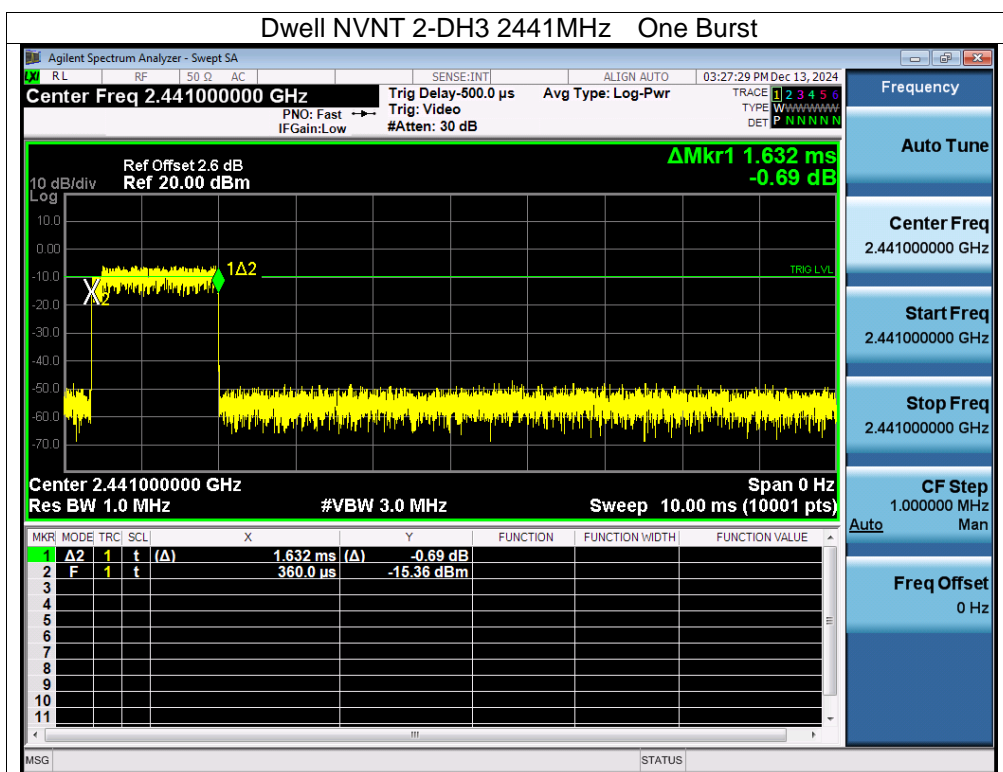 Dwell NVNT 2-DH3 2441MHz One Burst
Agilent Spectrum Analyzer - Swept SA
LXI RL RF 50 Ω AC SENSE:INT ALIGN AUTO 03:27:29 PM Dec 13, 2024
Center Freq 2.441000000 GHz
PNO: Fast
IFGain:Low
Trig Delay-500.0 µs
Trig: Video
#Atten: 30 dB
Avg Type: Log-Pwr
TRACE 1 2 3 4 5 6
TYPE WWWWWW
DET P N N N N N
ΔMkr1 1.632 ms
-0.69 dB
Ref Offset 2.6 dB
10 dB/div Ref 20.00 dBm
Log
10.0
0.00
-10.0
-20.0
-30.0
-40.0
-50.0
-60.0
-70.0
1Δ2
X2
TRIG LVL
Center 2.441000000 GHz Span 0 Hz
Res BW 1.0 MHz #VBW 3.0 MHz Sweep 10.00 ms (10001 pts)
MKR MODE TRC SCL X Y FUNCTION FUNCTION WIDTH FUNCTION VALUE
1 Δ2 1 t (Δ) 1.632 ms (Δ) -0.69 dB
2 F 1 t 360.0 µs -15.36 dBm
3
4
5
6
7
8
9
10
11
MSG STATUS
Frequency
Auto Tune
Center Freq
2.441000000 GHz
Start Freq
2.441000000 GHz
Stop Freq
2.441000000 GHz
CF Step
1.000000 MHz
Auto Man
Freq Offset
0 Hz